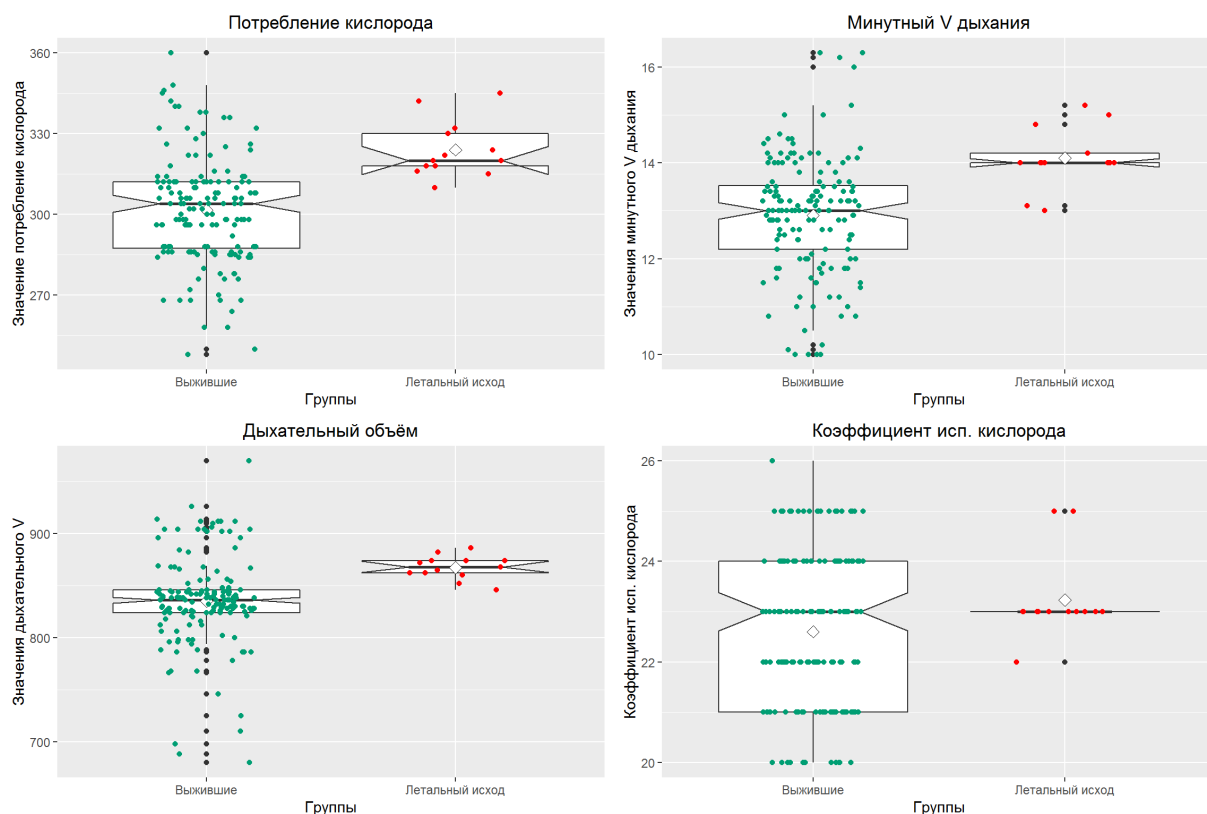 Потребление кислорода
Значение потребление кислорода
360
330
300
270
Выжившие
Летальный исход
Группы
Минутный V дыхания
Значения минутного V дыхания
16
14
12
10
Выжившие
Летальный исход
Группы
Дыхательный объём
Значения дыхательного V
900
800
700
Выжившие
Летальный исход
Группы
Коэффициент исп. кислорода
Коэффициент исп. кислорода
26
24
22
20
Выжившие
Летальный исход
Группы